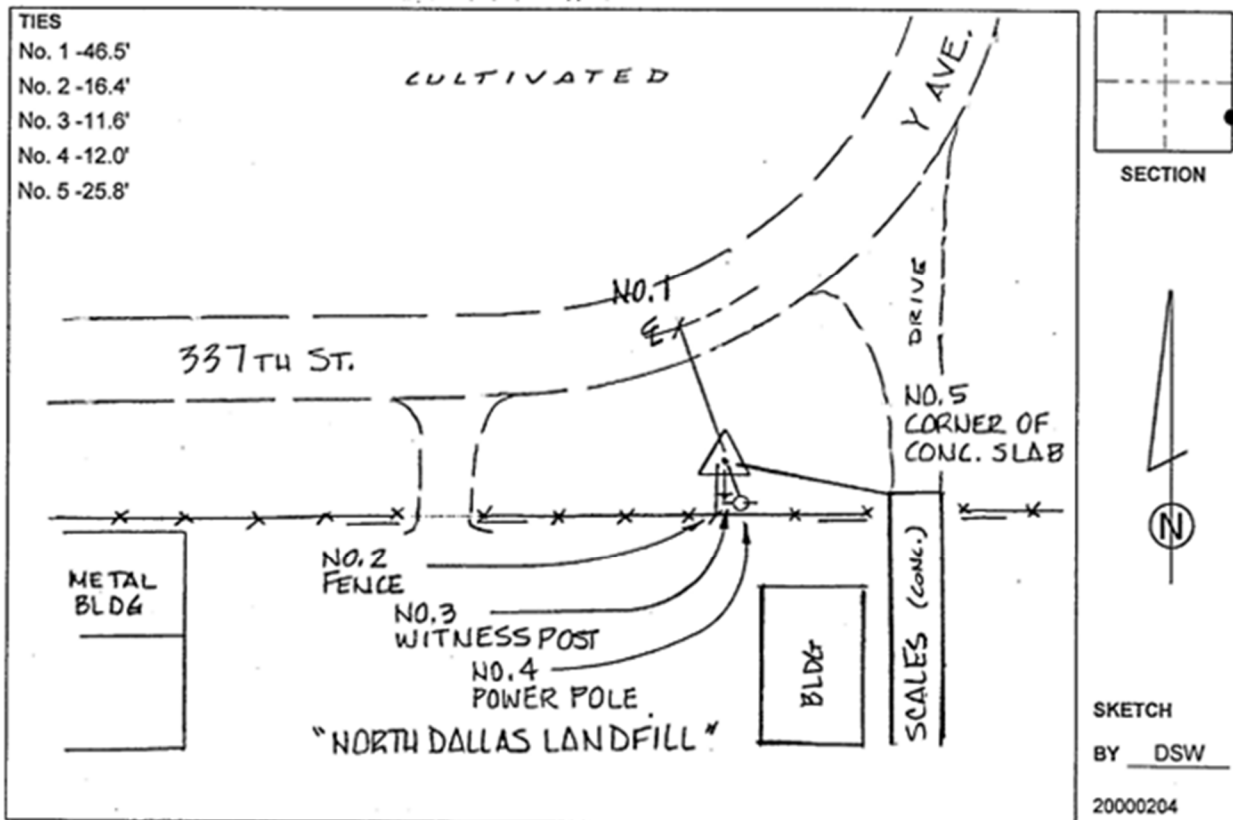 TIES
No. 1 -46.5'
No. 2 -16.4'
No. 3 -11.6'
No. 4 -12.0'
No. 5 -25.8'
CULTIVATED
Y AVE.
SECTION
NO.1
DRIVE
337TH ST.
NO.5
CORNER OF
CONC. SLAB
N
NO.2
FENCE
METAL
BLDG
NO.3
WITNESS POST
NO.4
POWER POLE
BLDG
SCALES (CONC.)
"NORTH DALLAS LANDFILL"
SKETCH
BY DSW
20000204